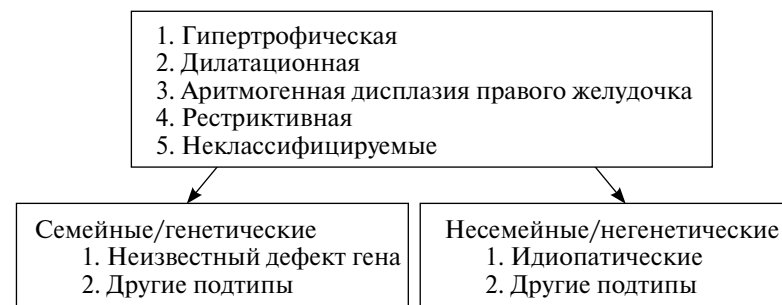 1. Гипертрофическая
2. Дилатационная
3. Аритмогенная дисплазия правого желудочка
4. Рестриктивная
5. Неклассифицируемые
Семейные/генетические
1. Неизвестный дефект гена
2. Другие подтипы
Несемейные/негенетические
1. Идиопатические
2. Другие подтипы